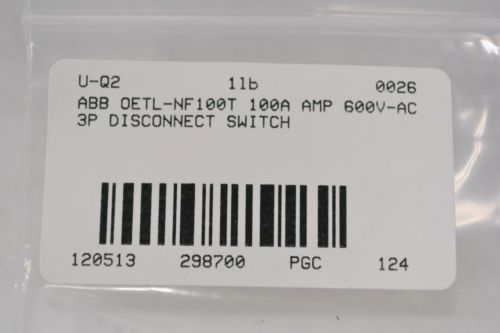 U-Q2 1lb 0026
ABB OETL-NF100T 100A AMP 600V-AC
3P DISCONNECT SWITCH
120513 298700 PGC 124